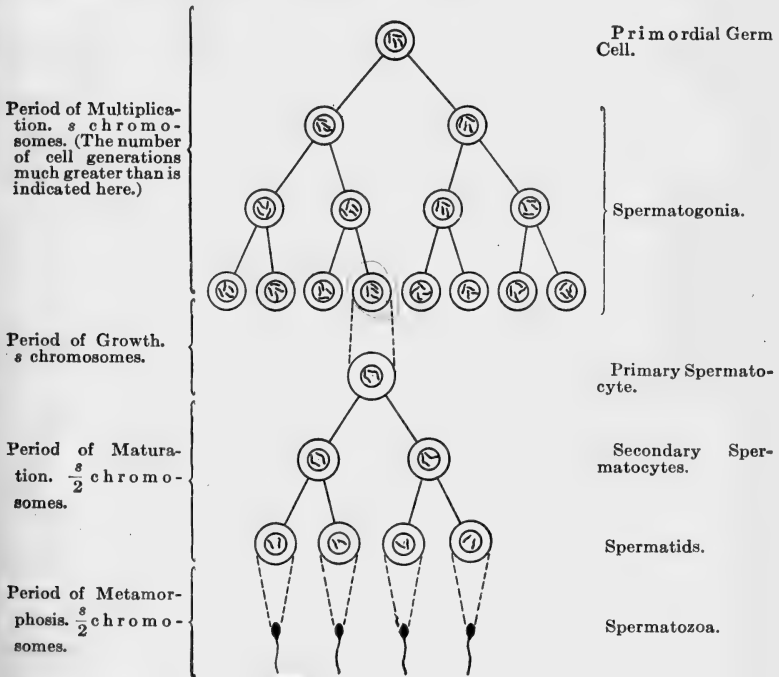 Primordial Germ
Cell.
Period of Multiplica-
tion. s chromo-
somes. (The number
of cell generations
much greater than is
indicated here.)
Spermatogonia.
Period of Growth.
s chromosomes.
Primary Spermato-
cyte.
Period of Matura-
tion. s/2 chromo-
somes.
Secondary Sper-
matocytes.
Spermatids.
Period of Metamor-
phosis. s/2 chromo-
somes.
Spermatozoa.